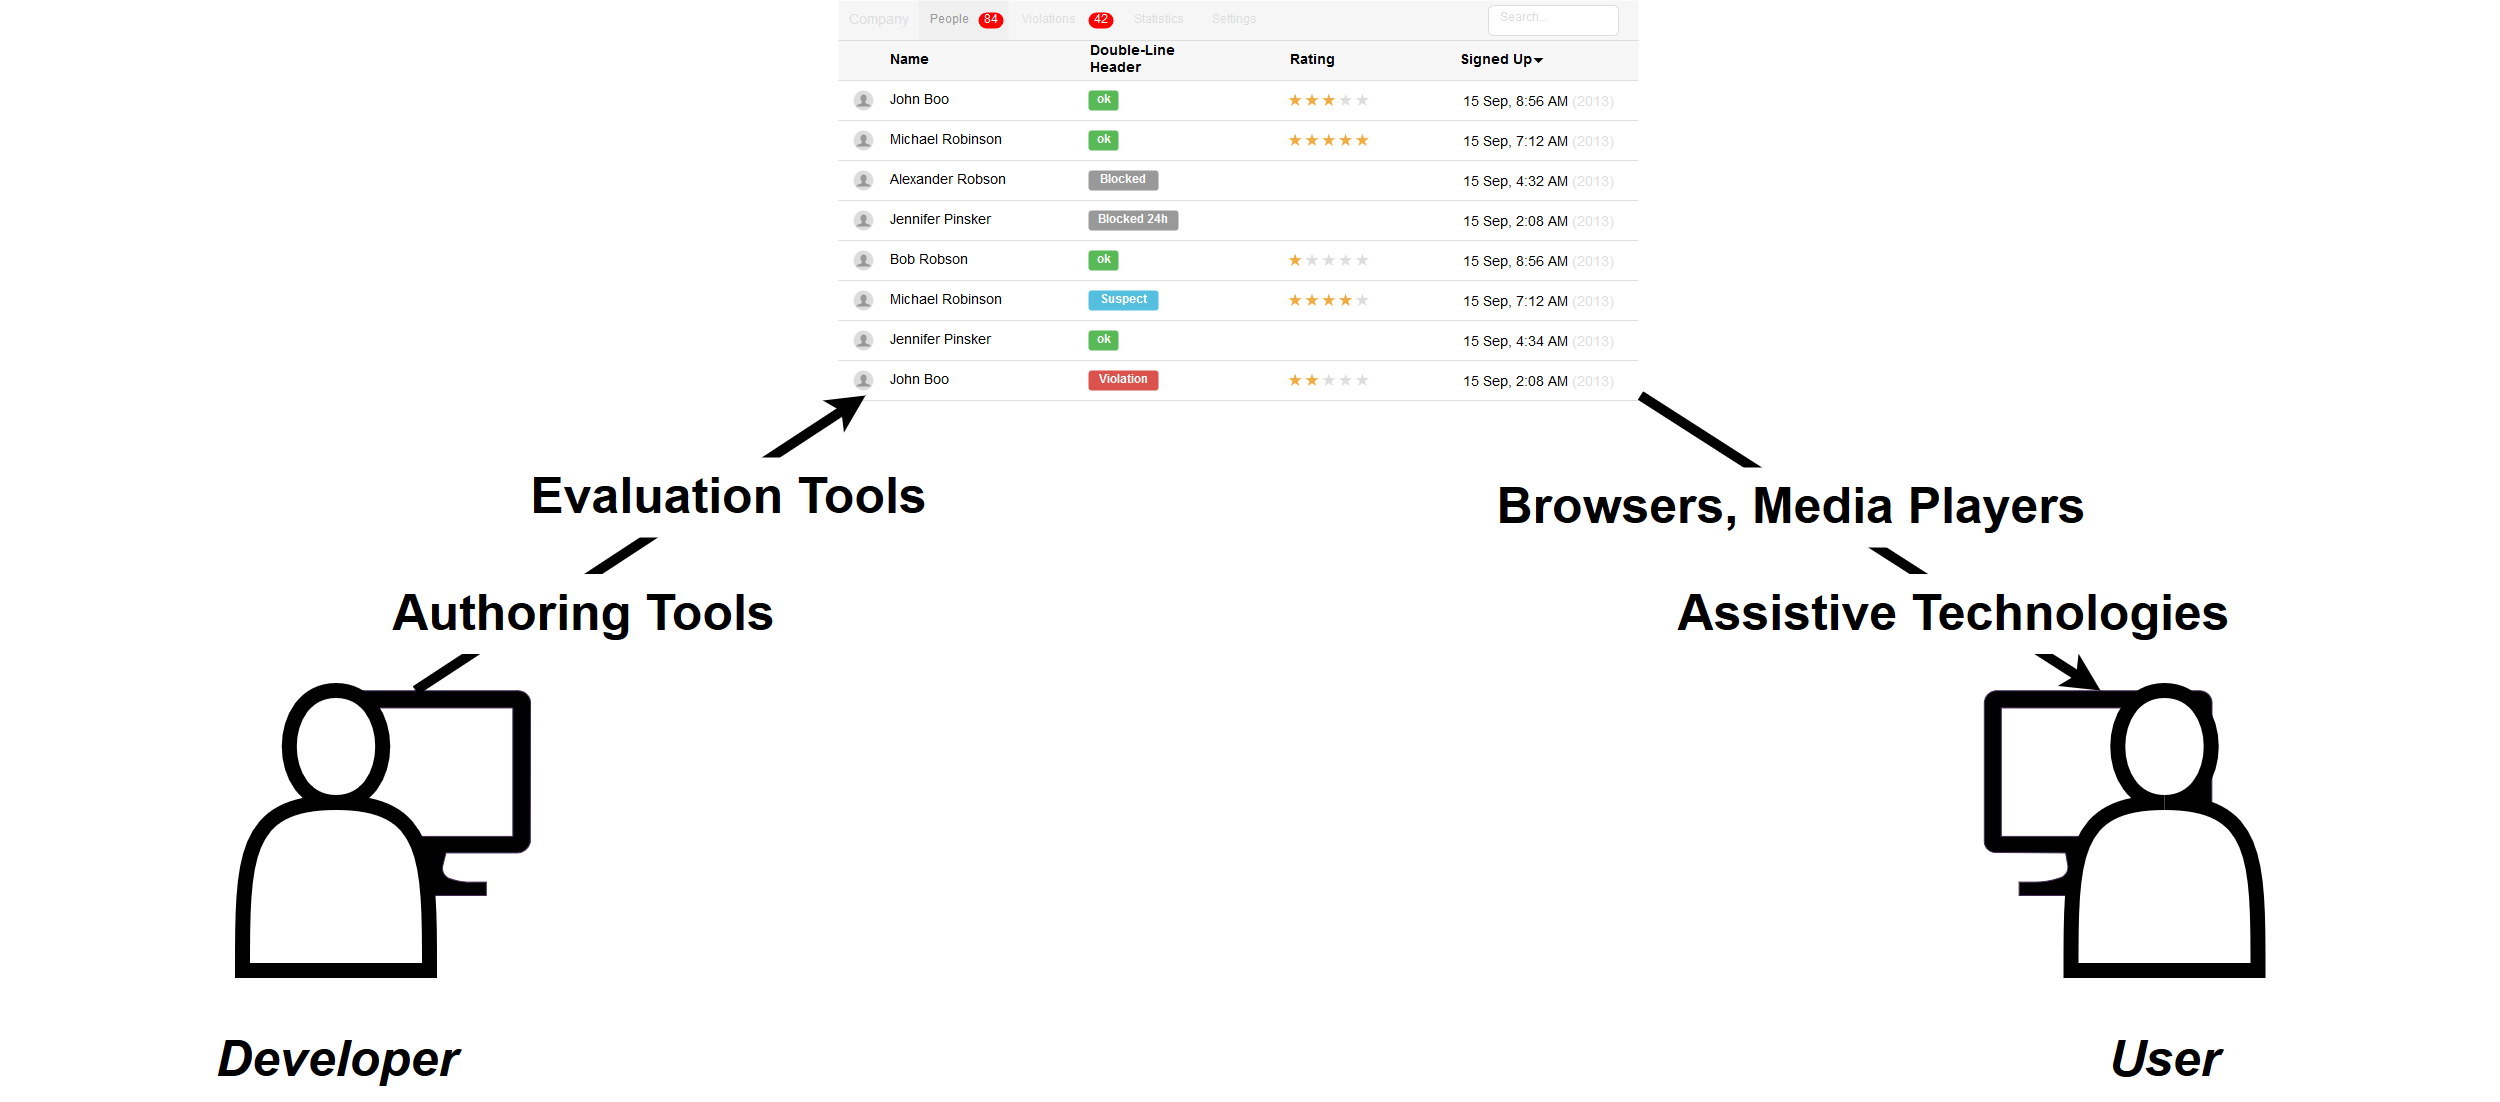 Company People 84 Violations 42 Statistics Settings Search...
Name Double-Line Header Rating Signed Up
John Boo ok 15 Sep, 8:56 AM (2013)
Michael Robinson ok 15 Sep, 7:12 AM (2013)
Alexander Robson Blocked 15 Sep, 4:32 AM (2013)
Jennifer Pinsker Blocked 24h 15 Sep, 2:08 AM (2013)
Bob Robson ok 15 Sep, 8:56 AM (2013)
Michael Robinson Suspect 15 Sep, 7:12 AM (2013)
Jennifer Pinsker ok 15 Sep, 4:34 AM (2013)
John Boo Violation 15 Sep, 2:08 AM (2013)
Evaluation Tools
Browsers, Media Players
Authoring Tools
Assistive Technologies
Developer
User